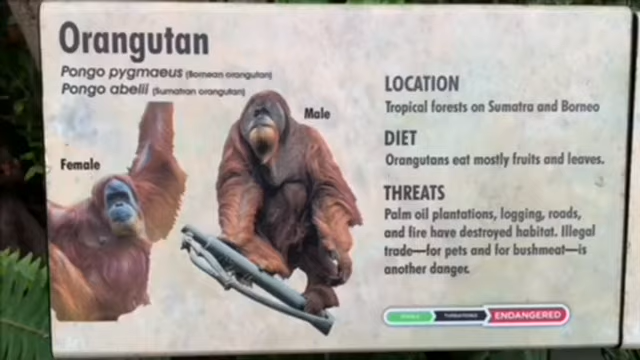 Orangutan
Pongo pygmaeus (Bornean orangutan)
Pongo abelii (Sumatran orangutan)
Male
Female
LOCATION
Tropical forests on Sumatra and Borneo
DIET
Orangutans eat mostly fruits and leaves.
THREATS
Palm oil plantations, logging, roads,
and fire have destroyed habitat. Illegal
trade—for pets and for bushmeat—is
another danger.
THREATENED
ENDANGERED